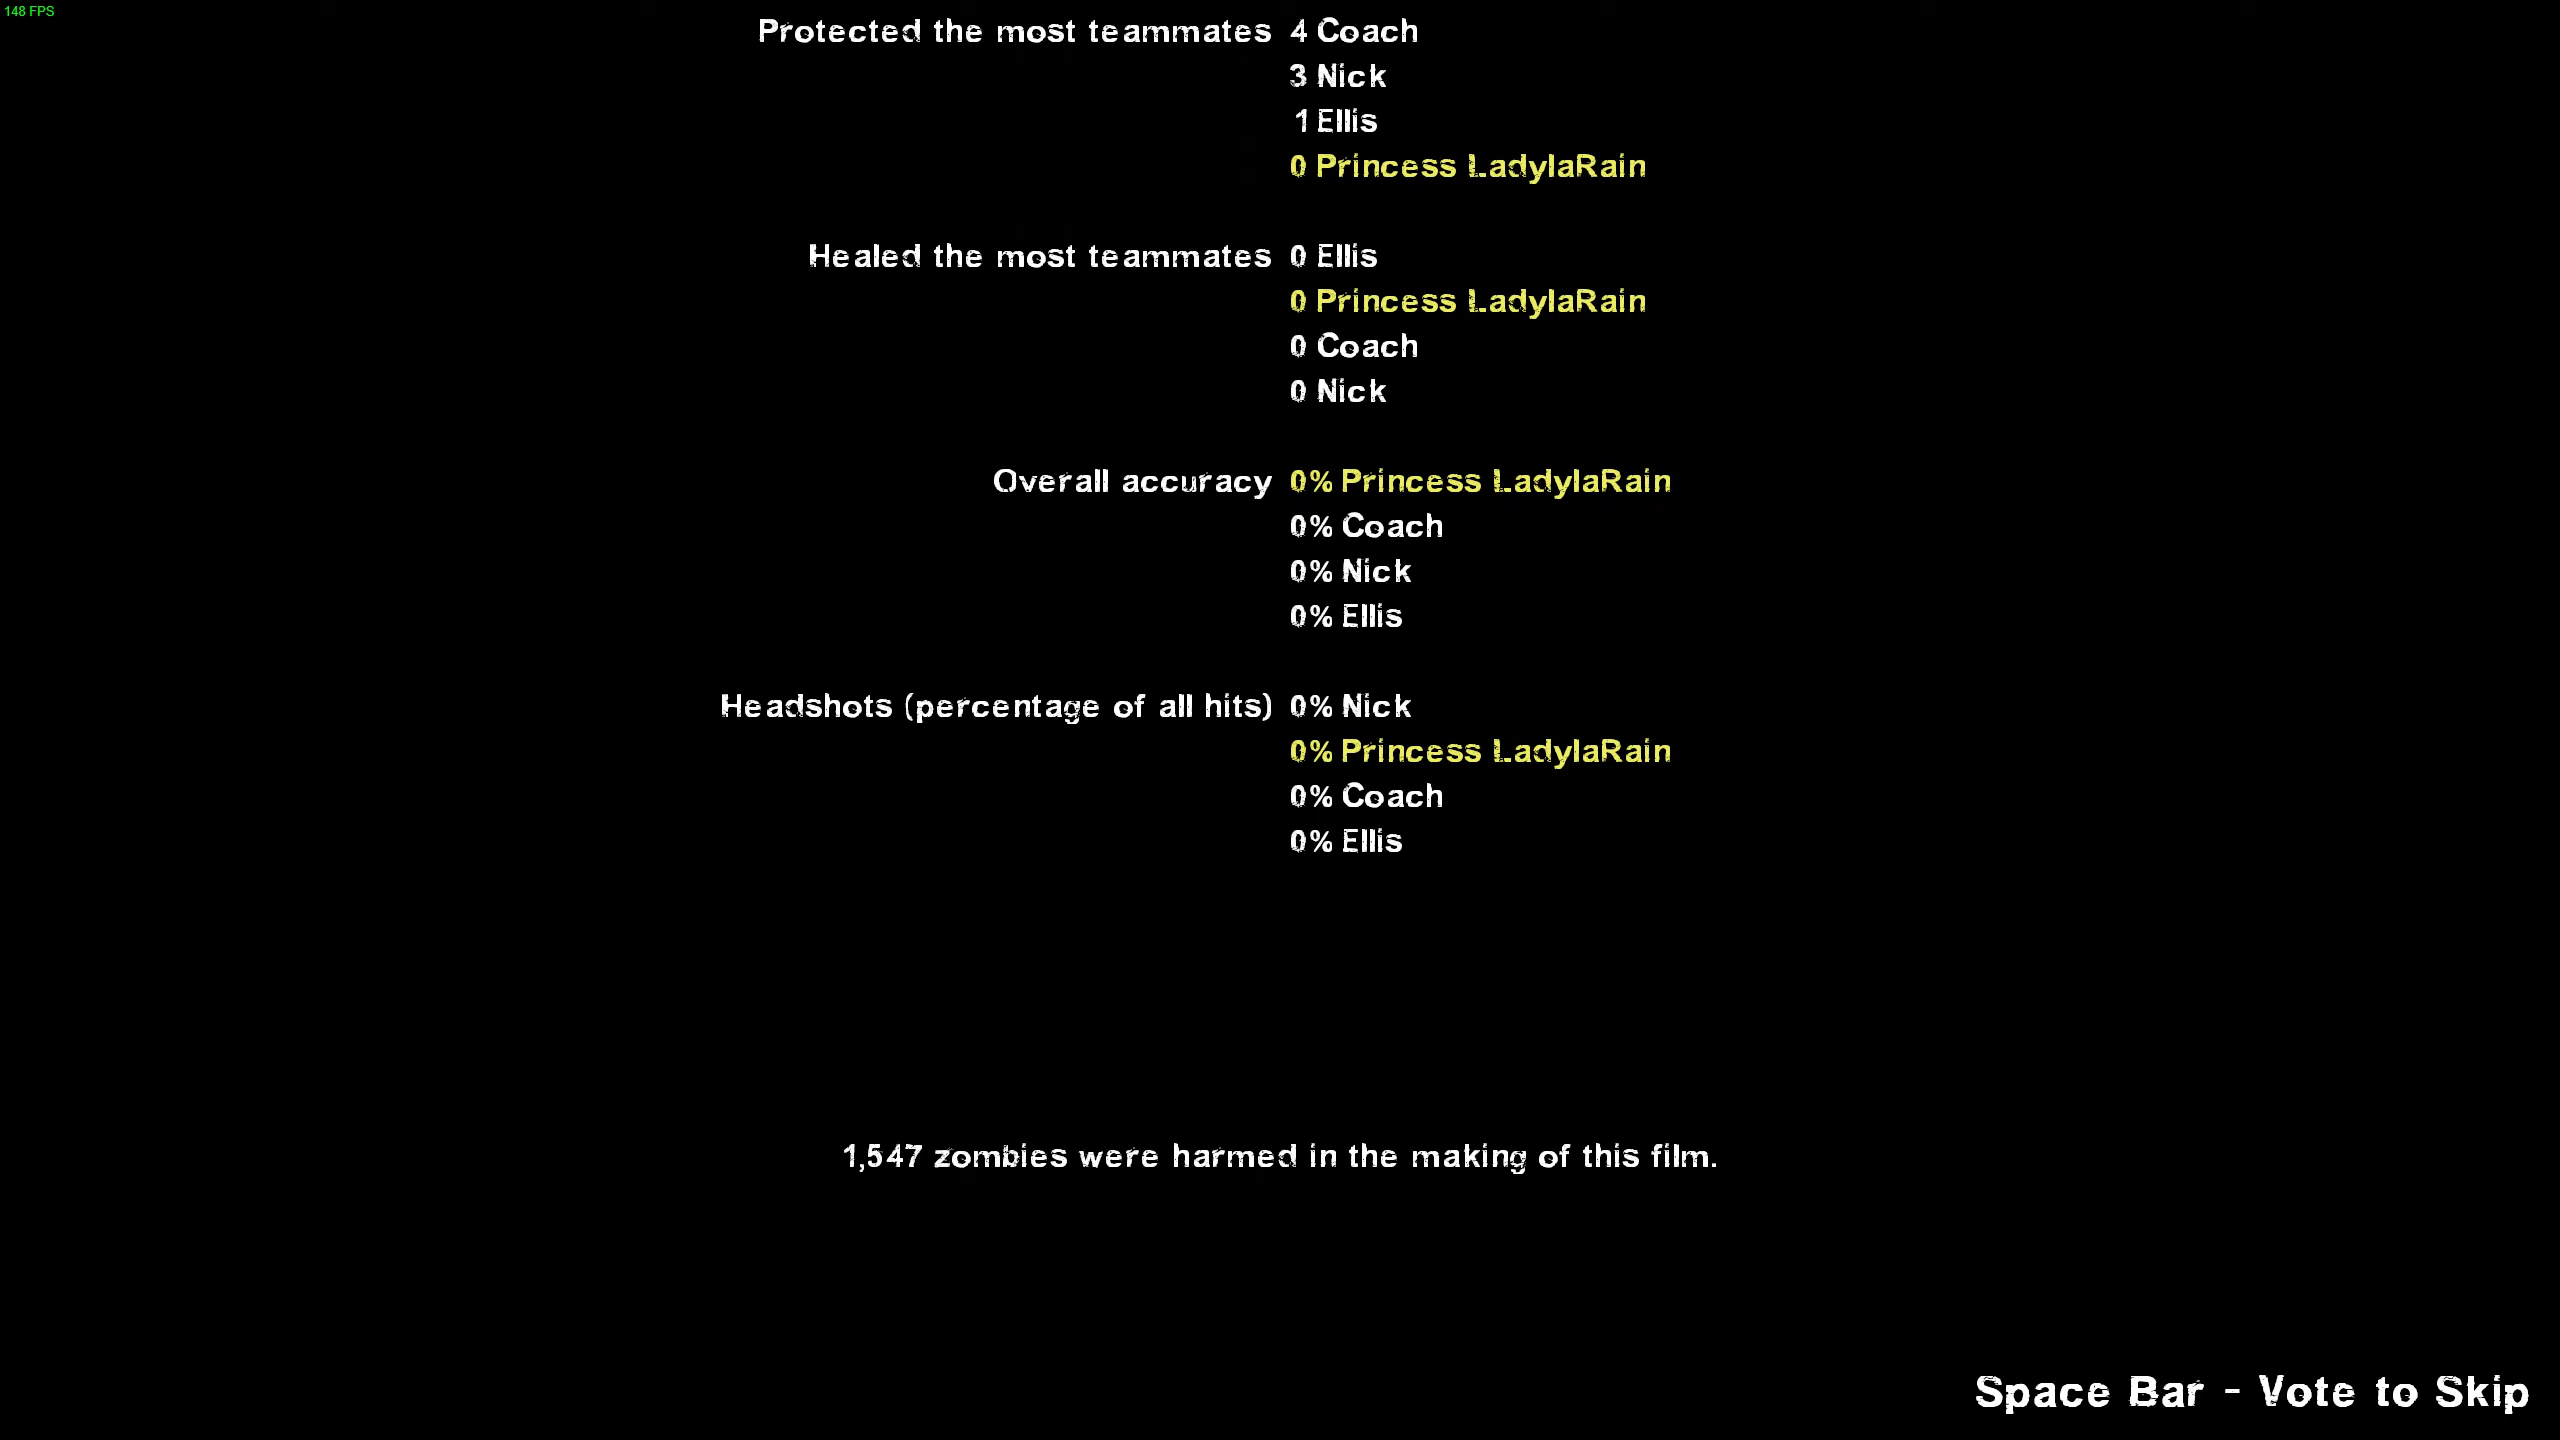 148 FPS
Protected the most teammates 4 Coach
3 Nick
1 Ellis
0 Princess LadylaRain
Healed the most teammates 0 Ellis
0 Princess LadylaRain
0 Coach
0 Nick
Overall accuracy 0% Princess LadylaRain
0% Coach
0% Nick
0% Ellis
Headshots (percentage of all hits) 0% Nick
0% Princess LadylaRain
0% Coach
0% Ellis
1,547 zombies were harmed in the making of this film.
Space Bar - Vote to Skip